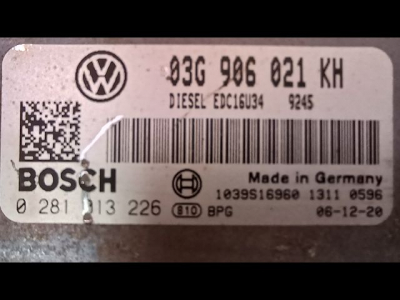 03G 906 021 KH
DIESEL EDC16U34 9245
BOSCH
Made in Germany
1039S16960 1311 0596
0 281 013 226 810 BPG 06-12-20